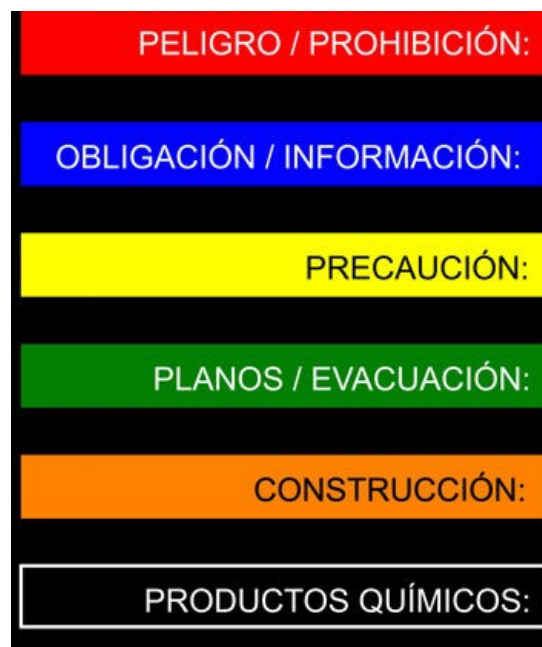 PELIGRO / PROHIBICIÓN:
OBLIGACIÓN / INFORMACIÓN:
PRECAUCIÓN:
PLANOS / EVACUACIÓN:
CONSTRUCCIÓN:
PRODUCTOS QUÍMICOS: